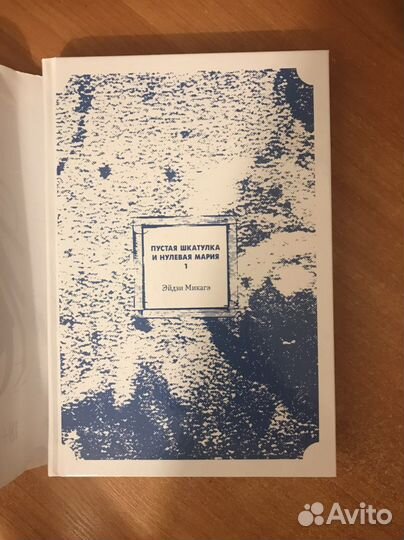 ПУСТАЯ ШКАТУЛКА
И НУЛЕВАЯ МАРИЯ
1
Эйдзи Микагэ
Avito